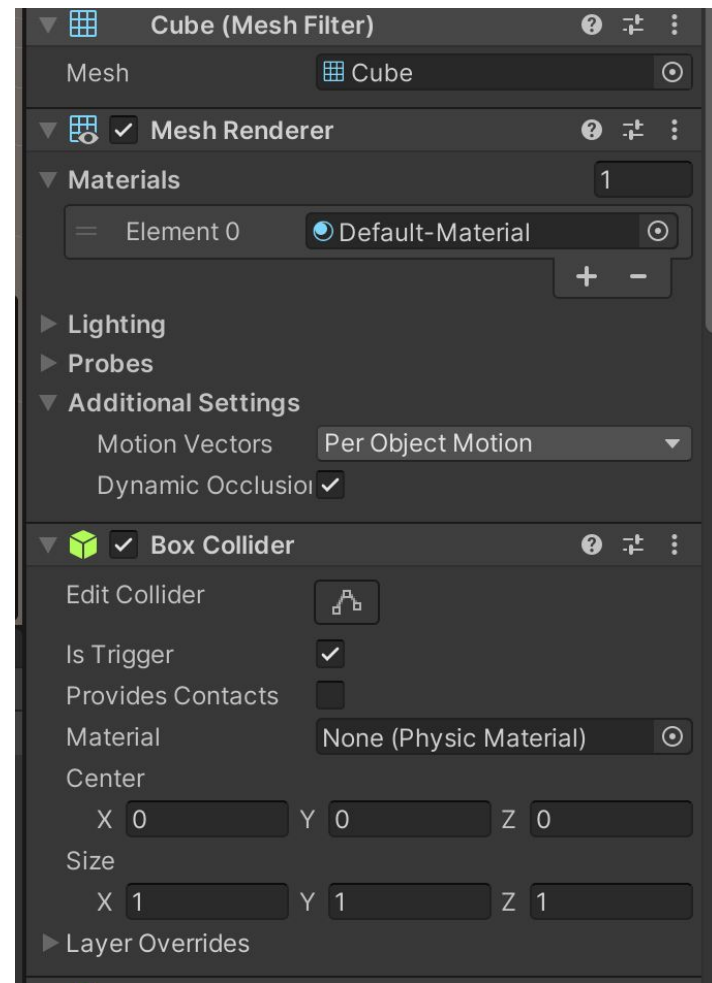 Cube (Mesh Filter)
Mesh Cube
Mesh Renderer
Materials 1
Element 0 Default-Material
+ -
Lighting
Probes
Additional Settings
Motion Vectors Per Object Motion
Dynamic Occlusio
Box Collider
Edit Collider
Is Trigger
Provides Contacts
Material None (Physic Material)
Center
X 0 Y 0 Z 0
Size
X 1 Y 1 Z 1
Layer Overrides